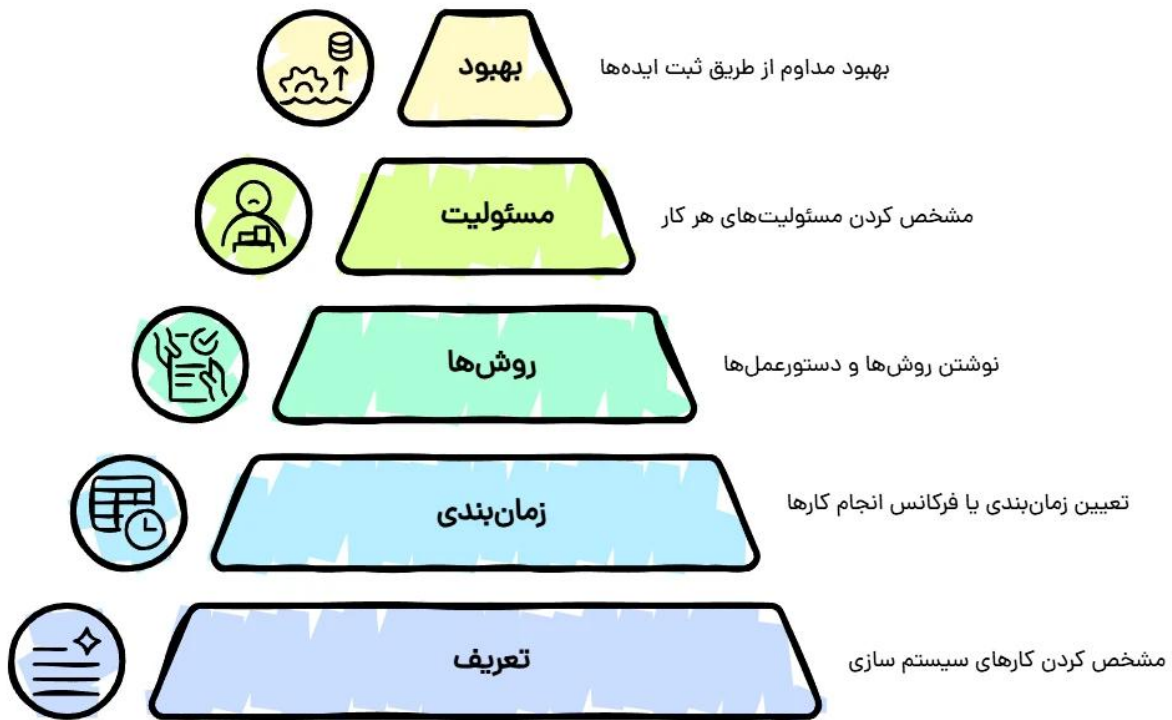 بهبود
بهبود مداوم از طریق ثبت ایده‌ها
مسئولیت
مشخص کردن مسئولیت‌های هر کار
روش‌ها
نوشتن روش‌ها و دستورعمل‌ها
زمان‌بندی
تعیین زمان‌بندی یا فرکانس انجام کارها
تعریف
مشخص کردن کارهای سیستم سازی